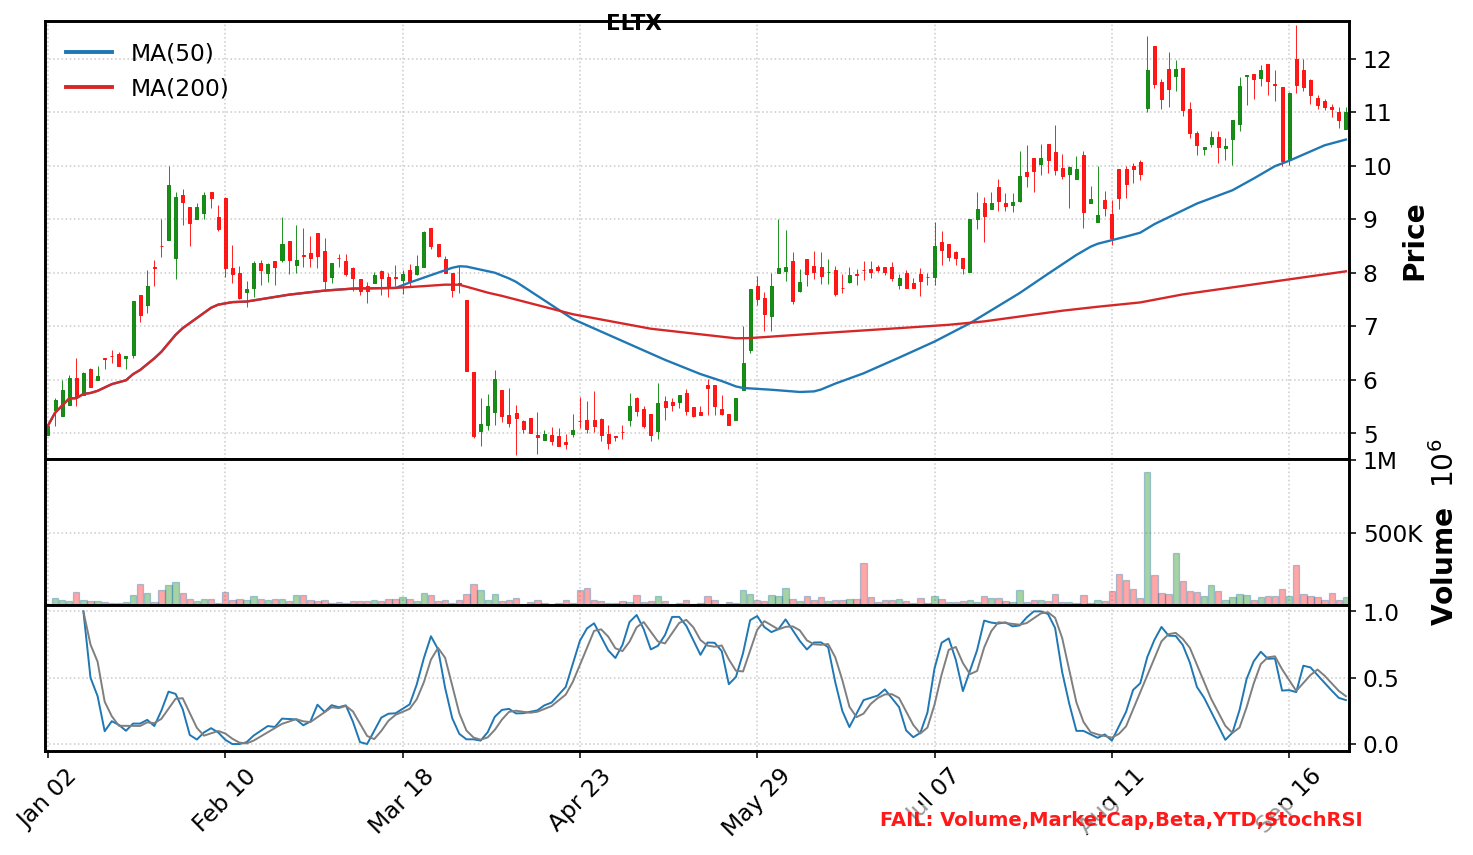 ELTX
MA(50)
MA(200)
12
11
10
9
8
7
6
5
Price
1M
500K
Volume 10⁶
1.0
0.5
0.0
Jan 02
Feb 10
Mar 18
Apr 23
May 29
Jul 07
Aug 11
Sep 16
FAIL: Volume,MarketCap,Beta,YTD,StochRSI